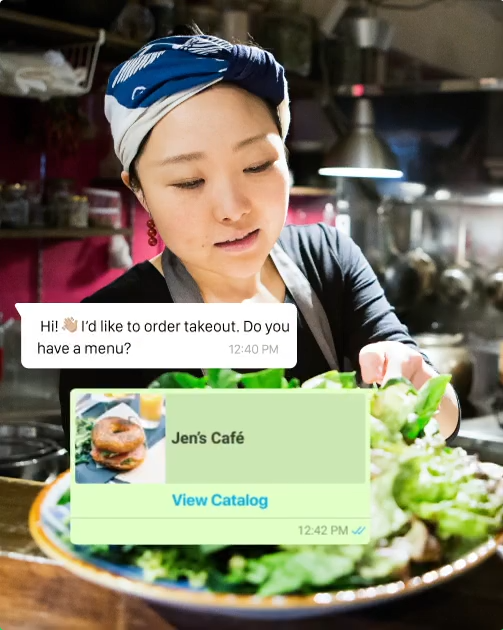 Hi! 👋🏼 I'd like to order takeout. Do you
have a menu?
12:40 PM
Jen's Café
View Catalog
12:42 PM